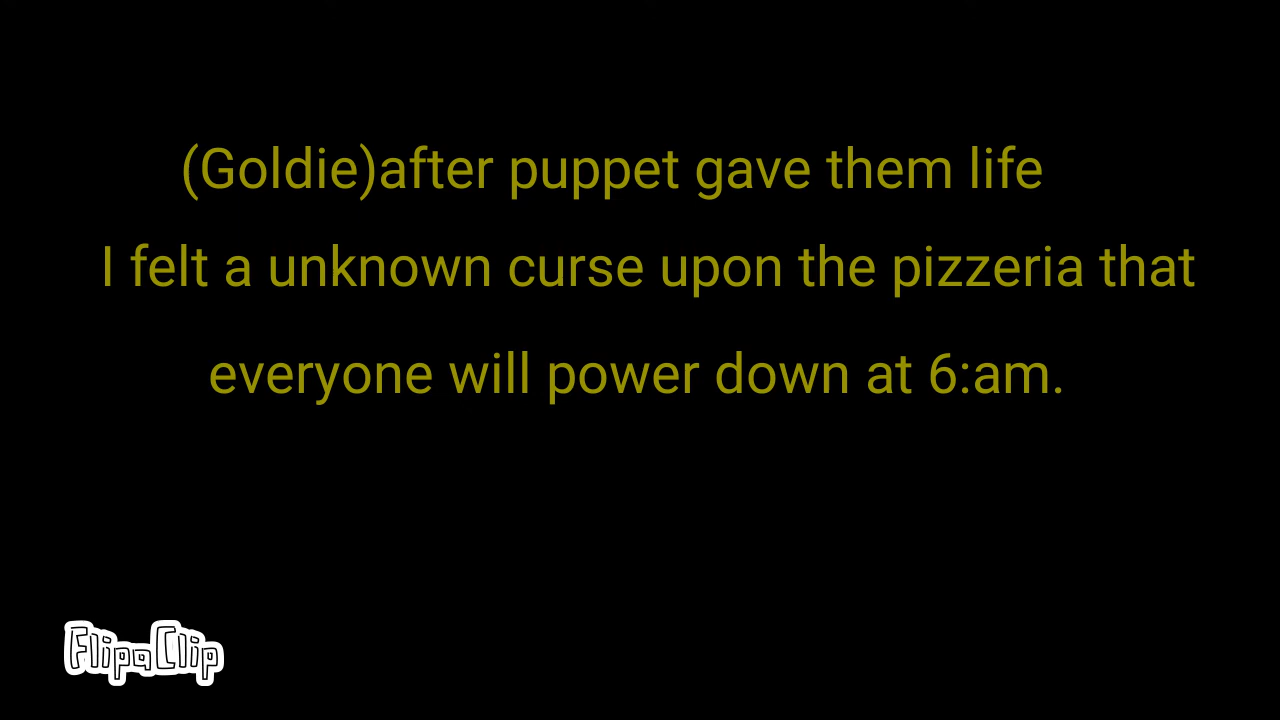 (Goldie)after puppet gave them life
I felt a unknown curse upon the pizzeria that
everyone will power down at 6:am.
FlipaClip